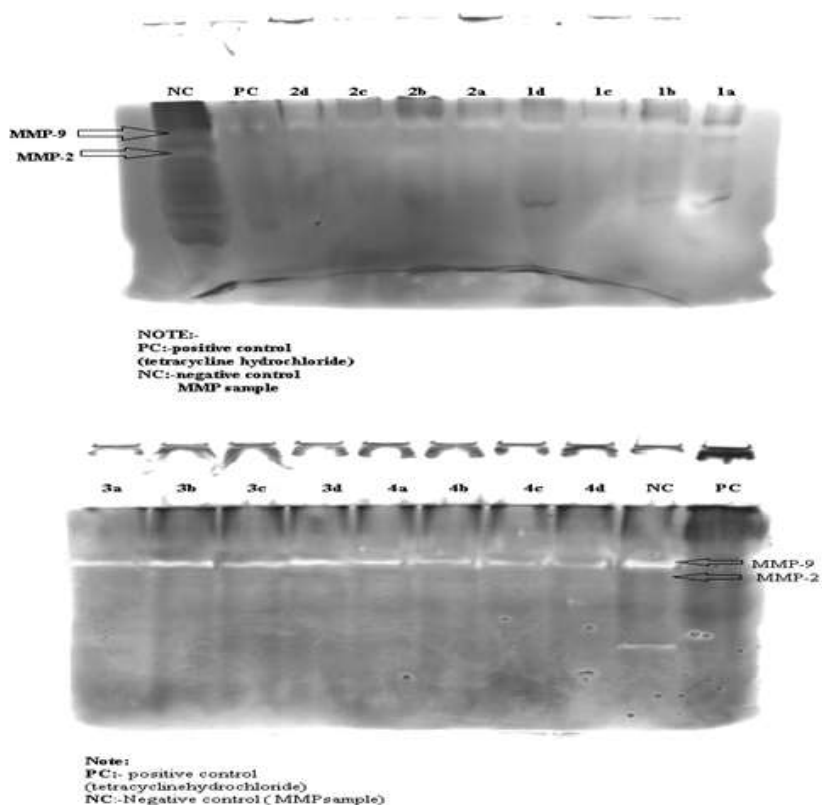 NC PC 2d 2c 2b 2a 1d 1c 1b 1a
MMP-9
MMP-2
NOTE:-
PC:-positive control
(tetracycline hydrochloride)
NC:-negative control
MMP sample
3a 3b 3c 3d 4a 4b 4c 4d NC PC
MMP-9
MMP-2
Note:
PC:- positive control
(tetracyclinehydrochloride)
NC:-Negative control ( MMPsample)